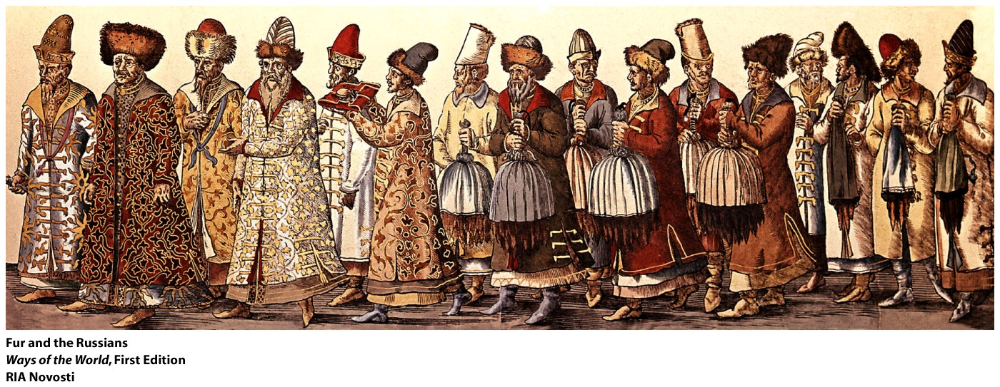 Fur and the Russians
Ways of the World, First Edition
RIA Novosti